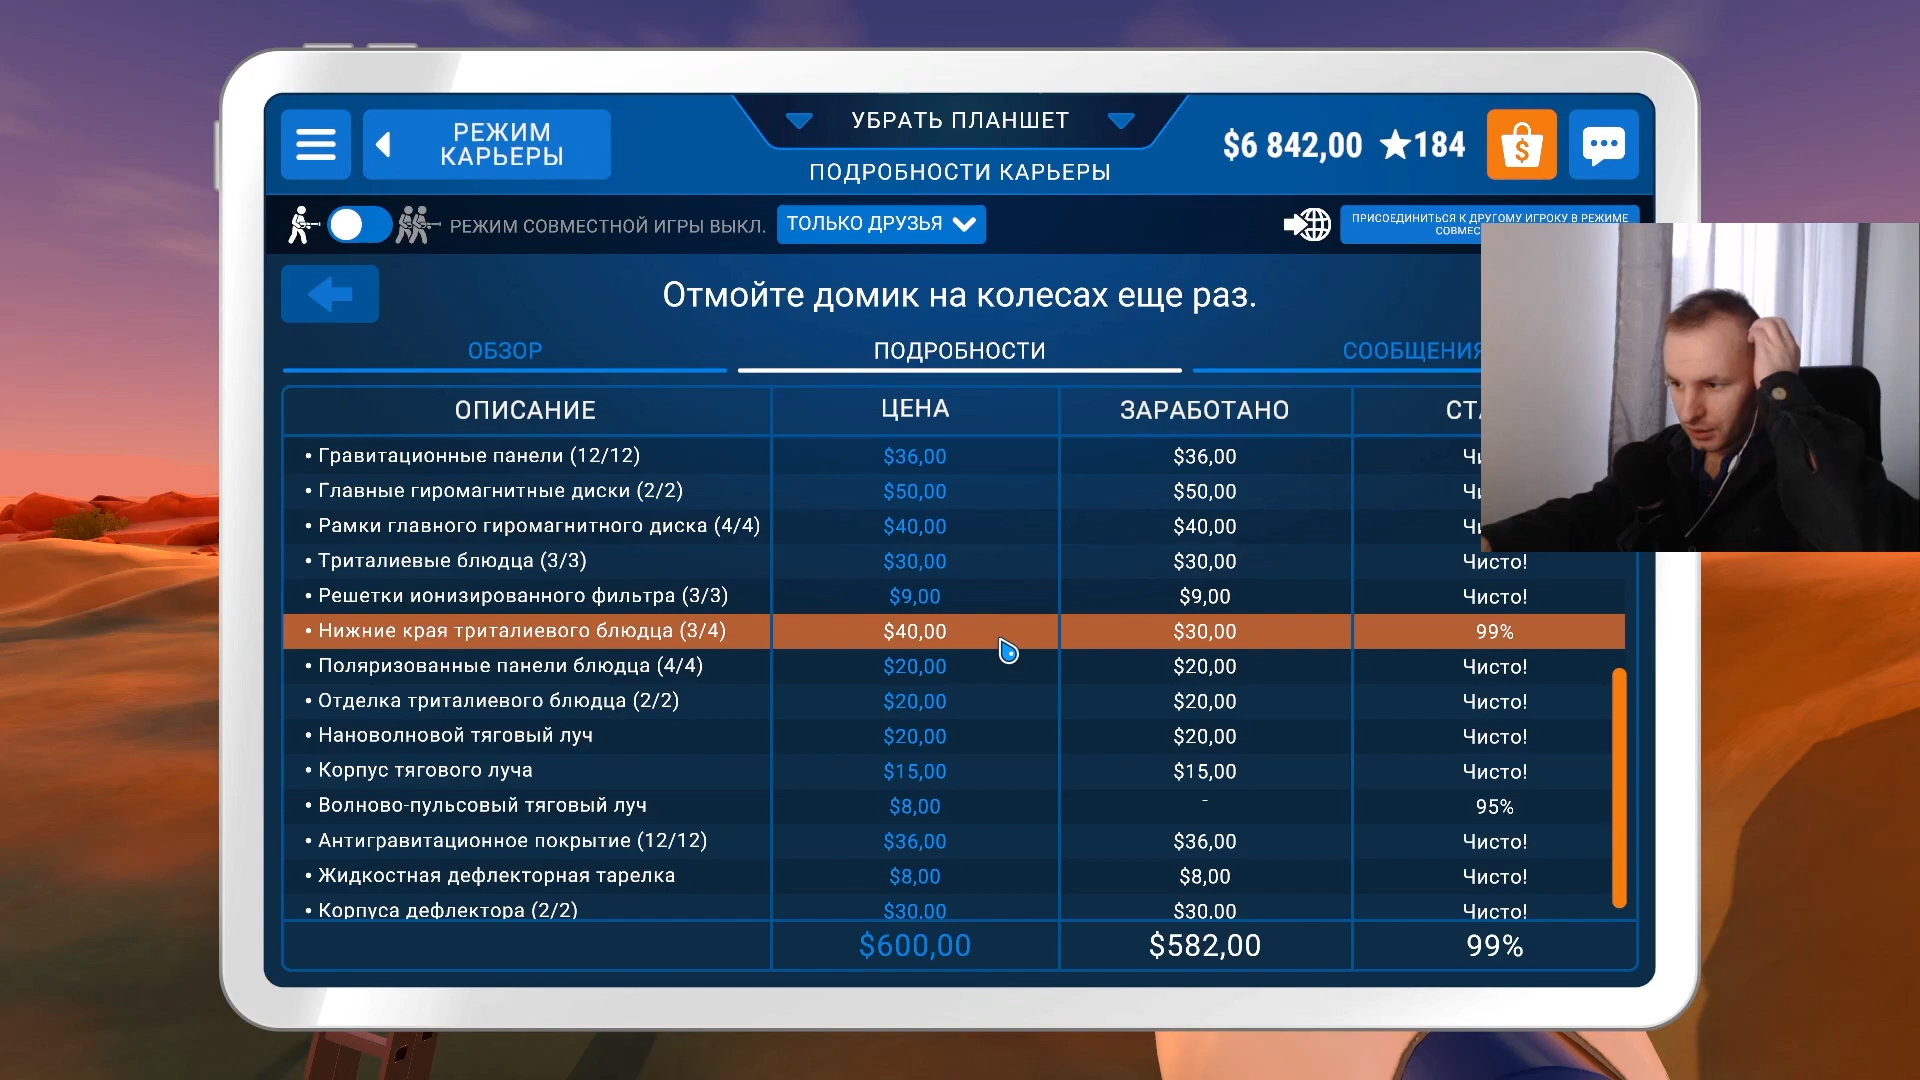 УБРАТЬ ПЛАНШЕТ
РЕЖИМ КАРЬЕРЫ
ПОДРОБНОСТИ КАРЬЕРЫ
$6 842,00 184
РЕЖИМ СОВМЕСТНОЙ ИГРЫ ВЫКЛ. ТОЛЬКО ДРУЗЬЯ
ПРИСОЕДИНИТЬСЯ К ДРУГОМУ ИГРОКУ В РЕЖИМЕ
Отмойте домик на колесах еще раз.
ОБЗОР ПОДРОБНОСТИ СООБЩЕНИЯ
ОПИСАНИЕ ЦЕНА ЗАРАБОТАНО
• Гравитационные панели (12/12) $36,00 $36,00
• Главные гиромагнитные диски (2/2) $50,00 $50,00
• Рамки главного гиромагнитного диска (4/4) $40,00 $40,00
• Триталиевые блюдца (3/3) $30,00 $30,00 Чисто!
• Решетки ионизированного фильтра (3/3) $9,00 $9,00 Чисто!
• Нижние края триталиевого блюдца (3/4) $40,00 $30,00 99%
• Поляризованные панели блюдца (4/4) $20,00 $20,00 Чисто!
• Отделка триталиевого блюдца (2/2) $20,00 $20,00 Чисто!
• Нановолновой тяговый луч $20,00 $20,00 Чисто!
• Корпус тягового луча $15,00 $15,00 Чисто!
• Волново-пульсовый тяговый луч $8,00 - 95%
• Антигравитационное покрытие (12/12) $36,00 $36,00 Чисто!
• Жидкостная дефлекторная тарелка $8,00 $8,00 Чисто!
• Корпуса дефлектора (2/2) $30,00 $30,00 Чисто!
$600,00 $582,00 99%